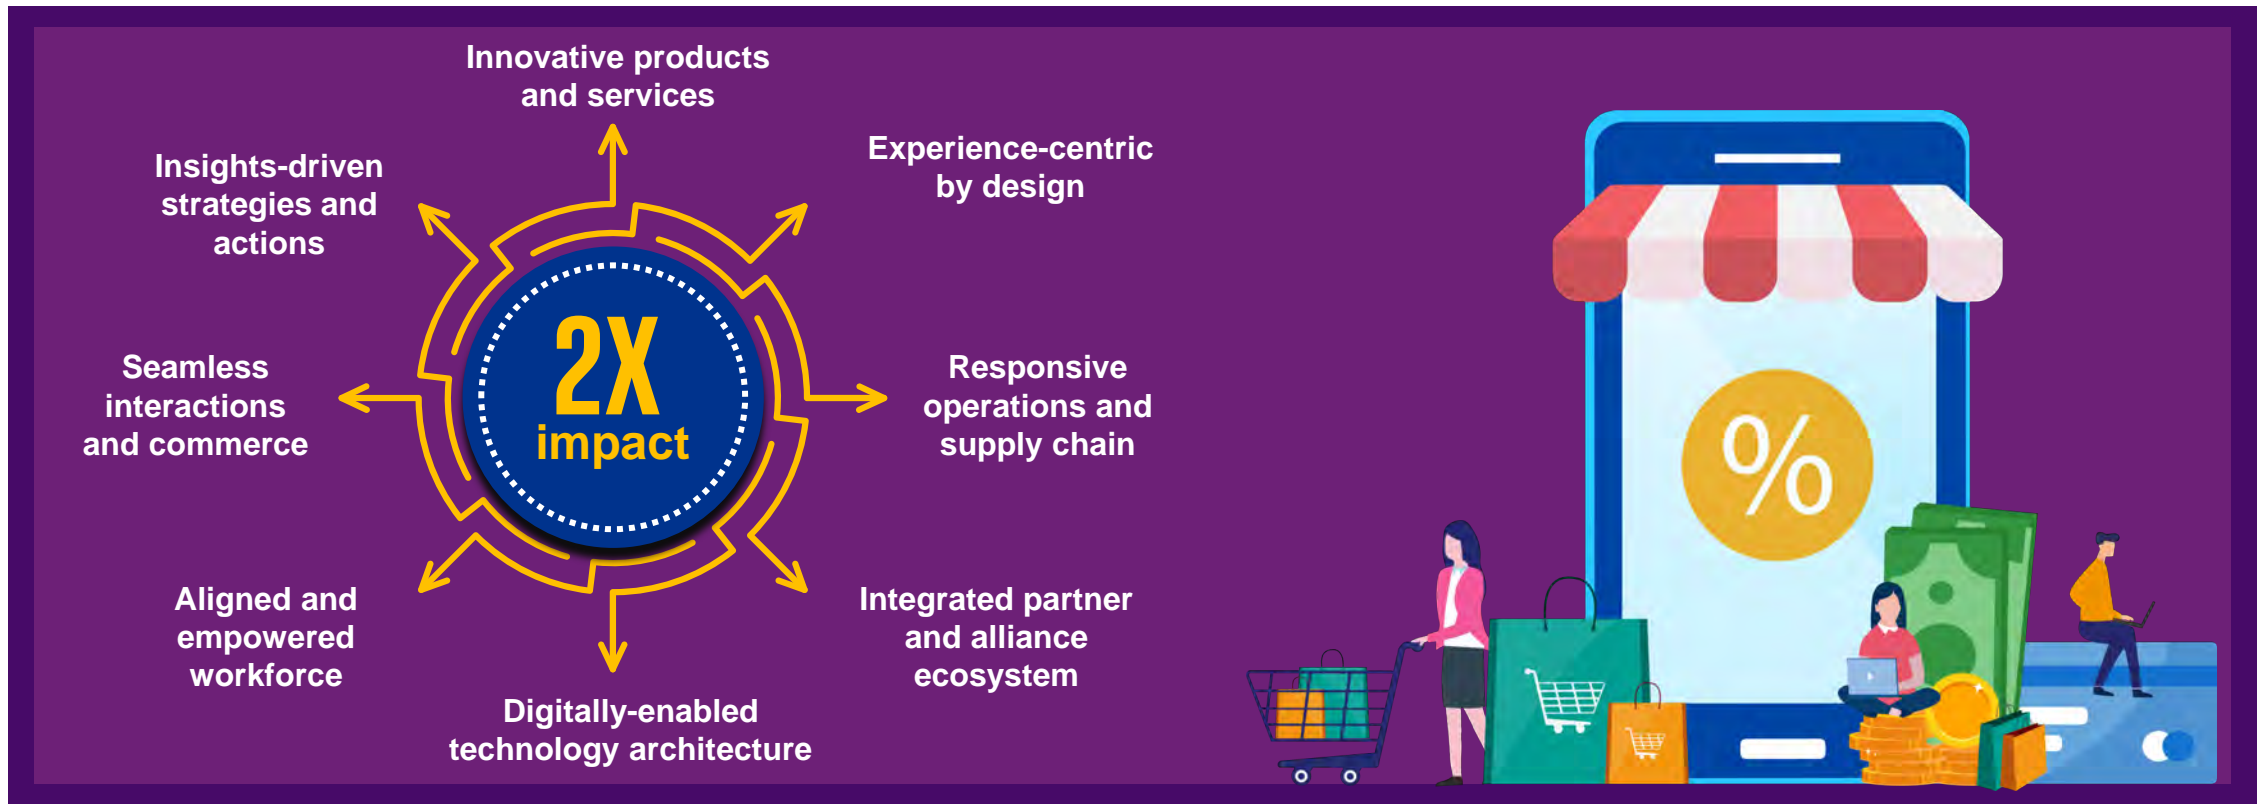 Innovative products
and services
Experience-centric
by design
Responsive
operations and
supply chain
Integrated partner
and alliance
ecosystem
Digitally-enabled
technology architecture
Aligned and
empowered
workforce
Seamless
interactions
and commerce
Insights-driven
strategies and
actions
2X
impact
%